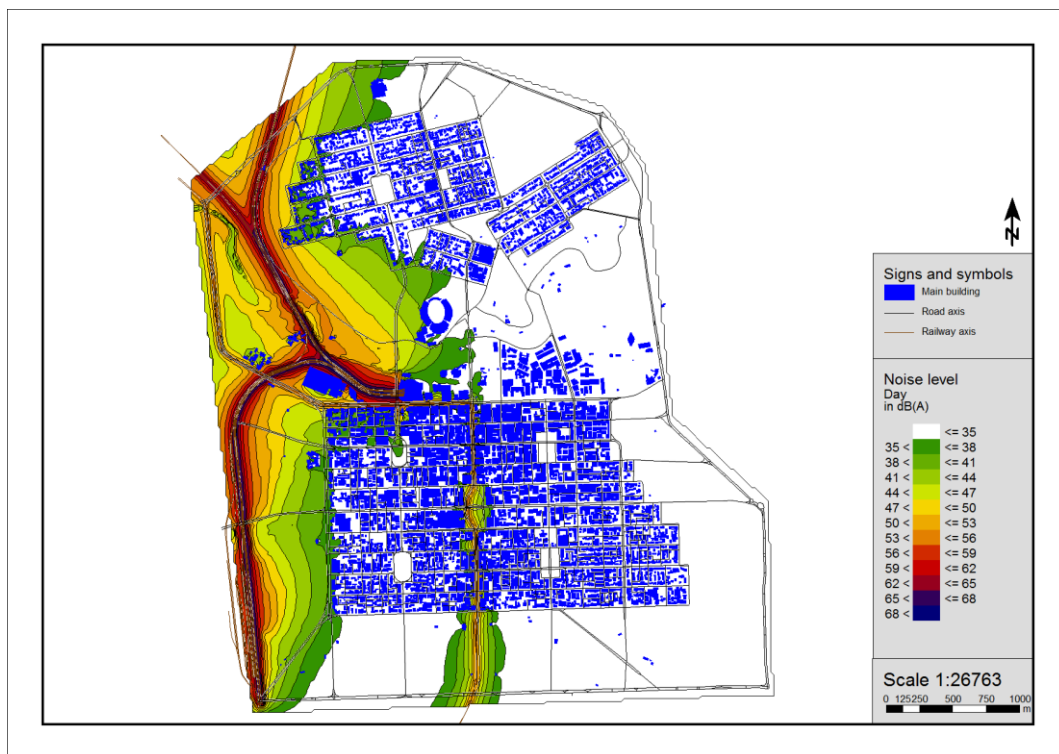 N
Signs and symbols
Main building
Road axis
Railway axis
Noise level
Day
in dB(A)
<= 35
35 < <= 38
38 < <= 41
41 < <= 44
44 < <= 47
47 < <= 50
50 < <= 53
53 < <= 56
56 < <= 59
59 < <= 62
62 < <= 65
65 < <= 68
68 <
Scale 1:26763
0 125250 500 750 1000
m